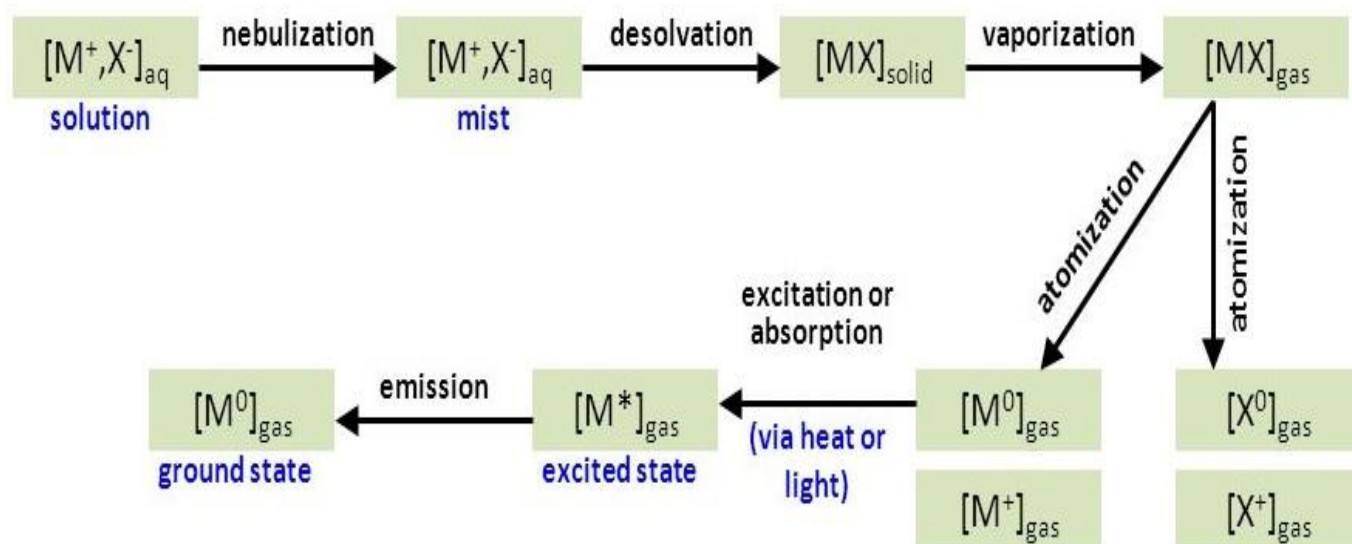 nebulization
desolvation
vaporization
[M⁺,X⁻]aq
[M⁺,X⁻]aq
[MX]solid
[MX]gas
solution
mist
atomization
atomization
excitation or
absorption
emission
[M⁰]gas
[M*]gas
[M⁰]gas
[X⁰]gas
ground state
excited state
(via heat or
light)
[M⁺]gas
[X⁺]gas